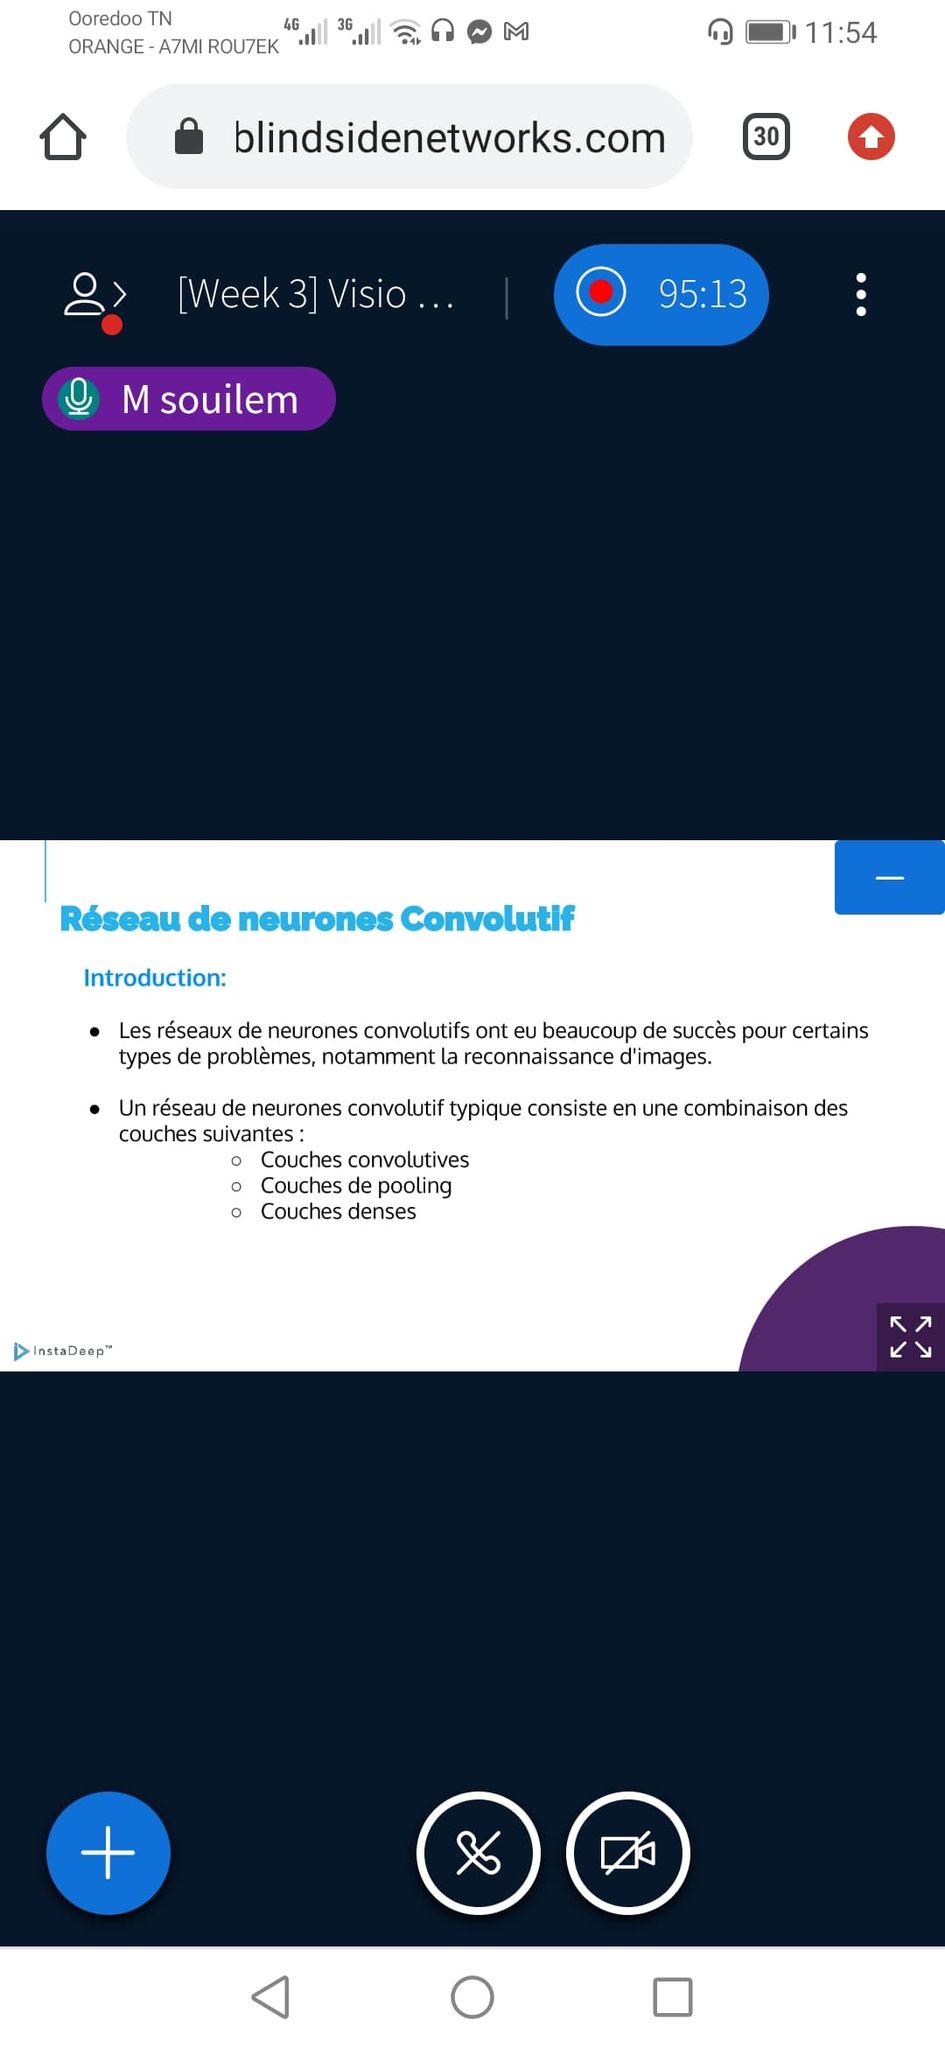 Ooredoo TN
ORANGE - A7MI ROU7EK
4G
3G
11:54
blindsidenetworks.com
30
[Week 3] Visio ...
95:13
M souilem
Réseau de neurones Convolutif
Introduction:
● Les réseaux de neurones convolutifs ont eu beaucoup de succès pour certains
types de problèmes, notamment la reconnaissance d'images.
● Un réseau de neurones convolutif typique consiste en une combinaison des
couches suivantes :
○ Couches convolutives
○ Couches de pooling
○ Couches denses
InstaDeep™